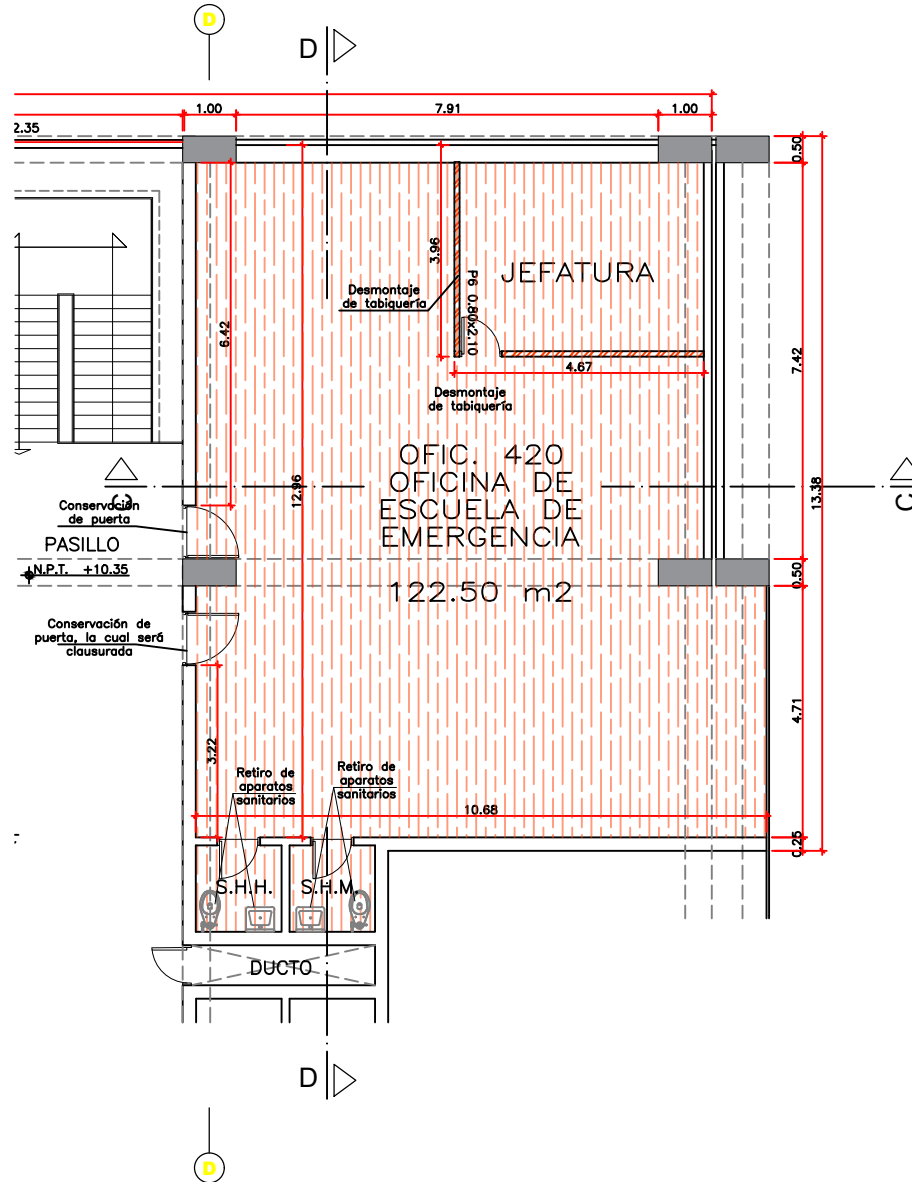 D
D
1.00
7.91
1.00
2.35
0.50
3.96
JEFATURA
P6 0.80x2.10
Desmontaje
de tabiquería
6.42
4.67
7.42
Desmontaje
de tabiquería
OFIC. 420
OFICINA DE
ESCUELA DE
EMERGENCIA
122.50 m2
12.96
13.38
C
C
Conservación
de puerta
PASILLO
N.P.T. +10.35
0.50
Conservación de
puerta, la cual será
clausurada
4.71
3.22
Retiro de
aparatos
sanitarios
Retiro de
aparatos
sanitarios
10.68
0.25
S.H.H.
S.H.M.
DUCTO
D
D